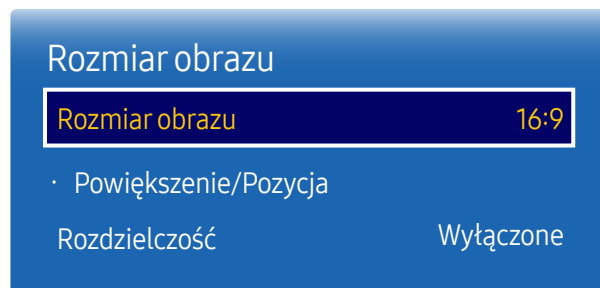 Rozmiar obrazu
Rozmiar obrazu 16:9
· Powiększenie/Pozycja
Rozdzielczość Wyłączone